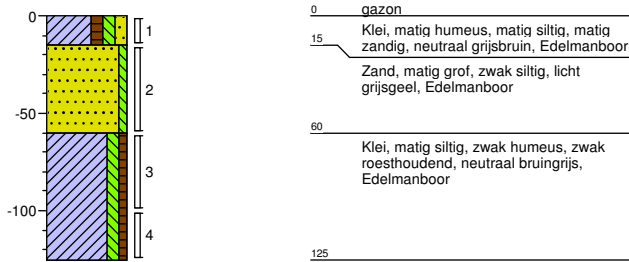 0
1
2
-50
3
-100
4
0 gazon
Klei, matig humeus, matig siltig, matig
15 zandig, neutraal grijsbruin, Edelmanboor
Zand, matig grof, zwak siltig, licht
grijsgeel, Edelmanboor
60
Klei, matig siltig, zwak humeus, zwak
roesthoudend, neutraal bruingrijs,
Edelmanboor
125